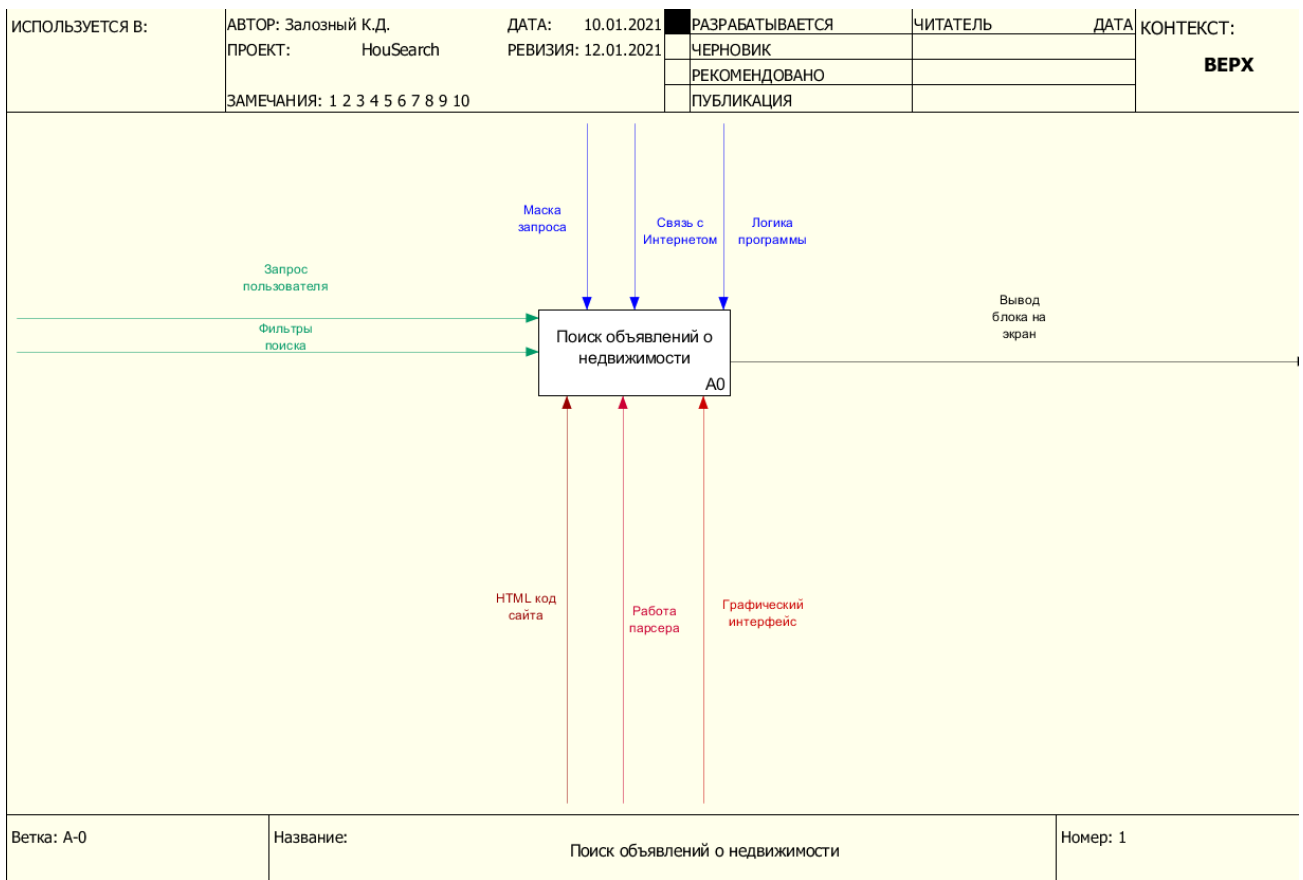 ИСПОЛЬЗУЕТСЯ В:
АВТОР: Залозный К.Д.
ДАТА: 10.01.2021
ПРОЕКТ: HouSearch
РЕВИЗИЯ: 12.01.2021
ЗАМЕЧАНИЯ: 1 2 3 4 5 6 7 8 9 10
РАЗРАБАТЫВАЕТСЯ
ЧЕРНОВИК
РЕКОМЕНДОВАНО
ПУБЛИКАЦИЯ
ЧИТАТЕЛЬ ДАТА
КОНТЕКСТ:
ВЕРХ
Маска
запроса
Связь с
Интернетом
Логика
программы
Запрос
пользователя
Фильтры
поиска
Поиск объявлений о
недвижимости
A0
Вывод
блока на
экран
HTML код
сайта
Работа
парсера
Графический
интерфейс
Ветка: A-0
Название:
Поиск объявлений о недвижимости
Номер: 1